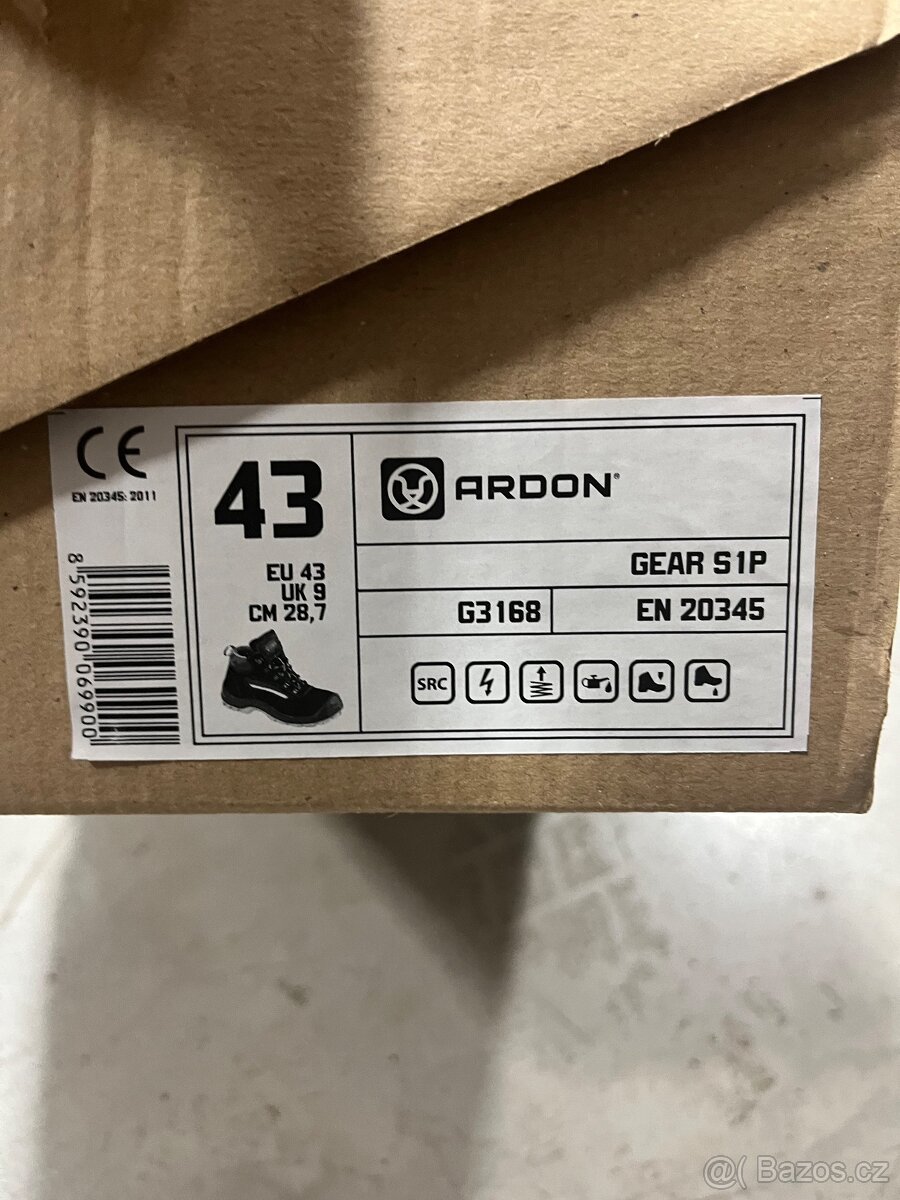 CE
EN 20345: 2011
8 592390 069900
43
EU 43
UK 9
CM 28,7
ARDON®
GEAR S1P
G3168
EN 20345
SRC
@( Bazos.cz